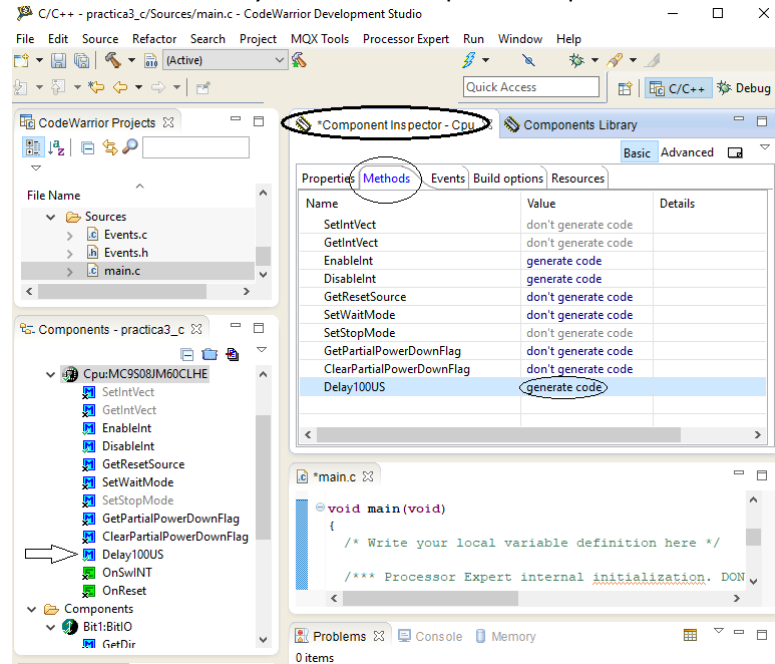 C/C++ - practica3_c/Sources/main.c - CodeWarrior Development Studio
File Edit Source Refactor Search Project MQX Tools Processor Expert Run Window Help
(Active)
Quick Access
C/C++
Debug
CodeWarrior Projects
File Name
Sources
Events.c
Events.h
main.c
Components - practica3_c
Cpu:MC9S08JM60CLHE
SetIntVect
GetIntVect
EnableInt
DisableInt
GetResetSource
SetWaitMode
SetStopMode
GetPartialPowerDownFlag
ClearPartialPowerDownFlag
Delay100US
OnSwINT
OnReset
Components
Bit1:BitIO
GetDir
*Component Inspector - Cpu
Components Library
Basic Advanced
Properties Methods Events Build options Resources
Name Value Details
SetIntVect don't generate code
GetIntVect don't generate code
EnableInt generate code
DisableInt generate code
GetResetSource don't generate code
SetWaitMode don't generate code
SetStopMode don't generate code
GetPartialPowerDownFlag don't generate code
ClearPartialPowerDownFlag don't generate code
Delay100US generate code
*main.c
void main(void)
{
/* Write your local variable definition here */
/*** Processor Expert internal initialization. DON
Problems Console Memory
0 items